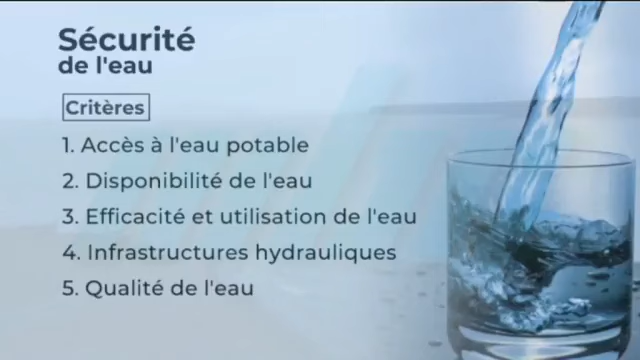 Sécurité
de l'eau
Critères
1. Accès à l'eau potable
2. Disponibilité de l'eau
3. Efficacité et utilisation de l'eau
4. Infrastructures hydrauliques
5. Qualité de l'eau